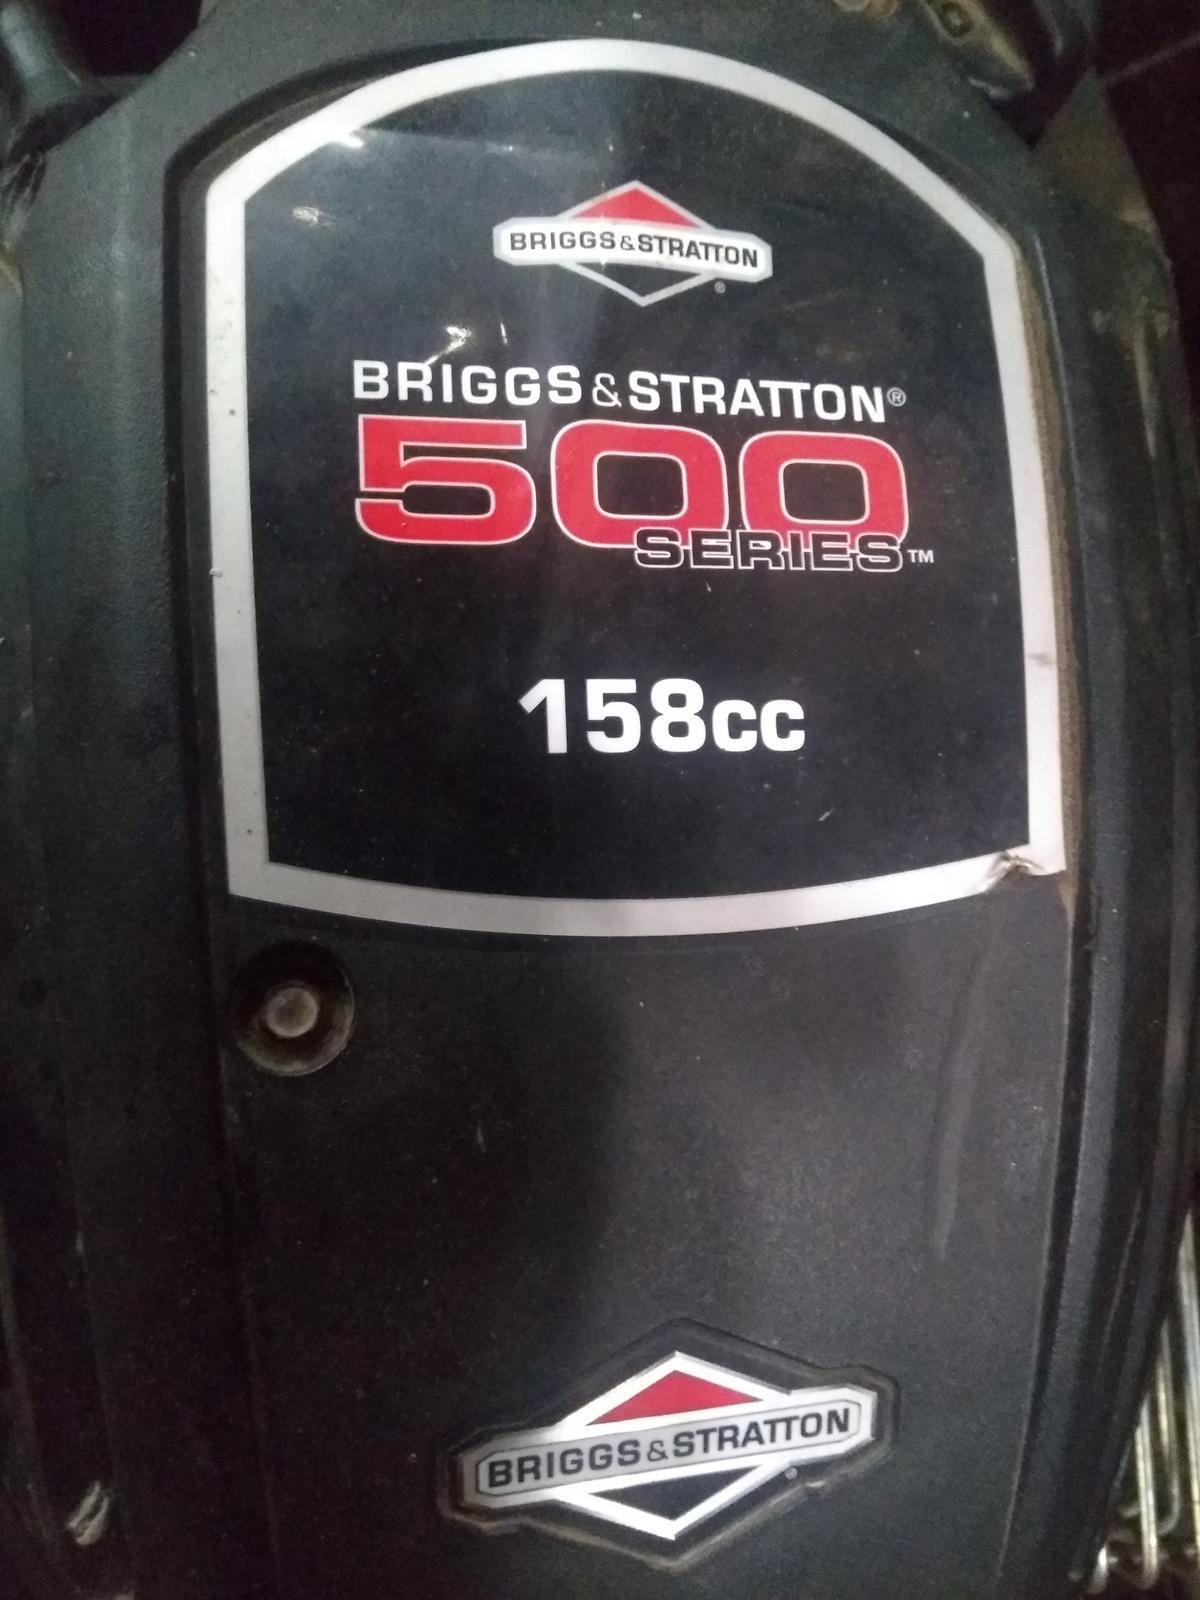 BRIGGS&STRATTON
®
BRIGGS&STRATTON®
500
SERIES™
158cc
BRIGGS&STRATTON
®